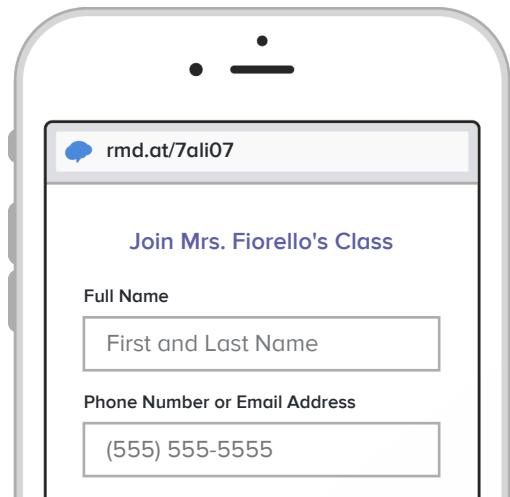 rmd.at/7ali07
Join Mrs. Fiorello's Class
Full Name
First and Last Name
Phone Number or Email Address
(555) 555-5555